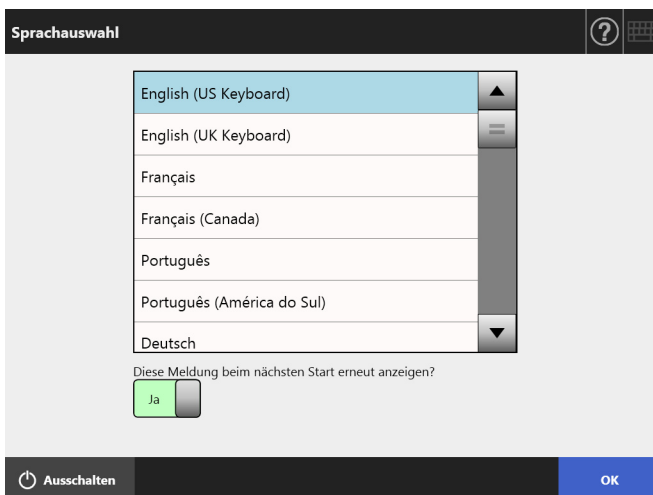 Sprachauswahl
?
English (US Keyboard)
English (UK Keyboard)
Français
Français (Canada)
Português
Português (América do Sul)
Deutsch
Diese Meldung beim nächsten Start erneut anzeigen?
Ja
Ausschalten
OK